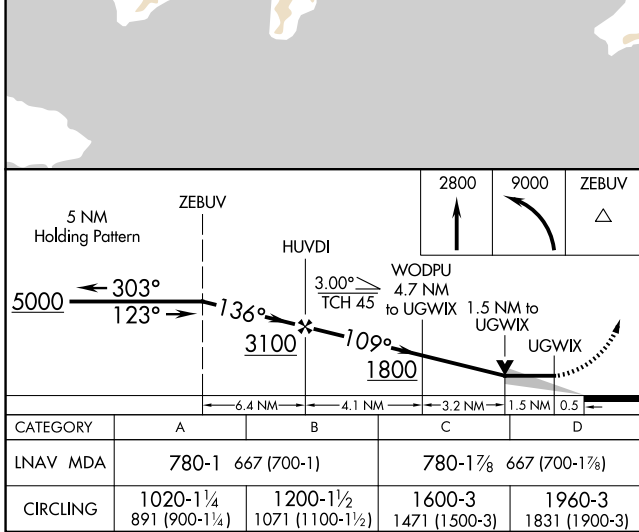 2800 9000 ZEBUV
5 NM
Holding Pattern
ZEBUV
HUVDI
5000
303°
123°
136°
3100
3.00°
TCH 45
109°
WODPU
4.7 NM
to UGWIX
1800
1.5 NM to
UGWIX
UGWIX
6.4 NM 4.1 NM 3.2 NM 1.5 NM 0.5
CATEGORY A B C D
LNAV MDA 780-1 667 (700-1) 780-1⅞ 667 (700-1⅞)
CIRCLING 1020-1¼ 1200-1½ 1600-3 1960-3
891 (900-1¼) 1071 (1100-1½) 1471 (1500-3) 1831 (1900-3)